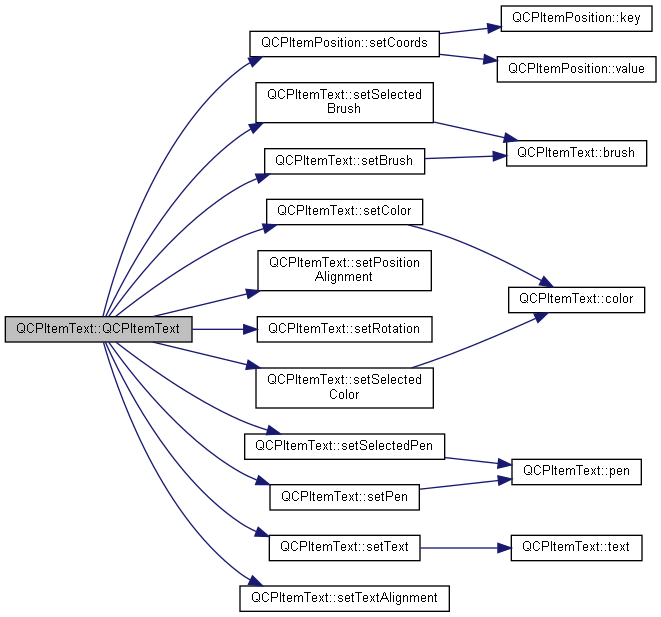 QCPItemPosition::key
QCPItemPosition::setCoords
QCPItemPosition::value
QCPItemText::setSelected
Brush
QCPItemText::brush
QCPItemText::setBrush
QCPItemText::setColor
QCPItemText::setPosition
Alignment
QCPItemText::color
QCPItemText::QCPItemText
QCPItemText::setRotation
QCPItemText::setSelected
Color
QCPItemText::setSelectedPen
QCPItemText::pen
QCPItemText::setPen
QCPItemText::setText
QCPItemText::text
QCPItemText::setTextAlignment